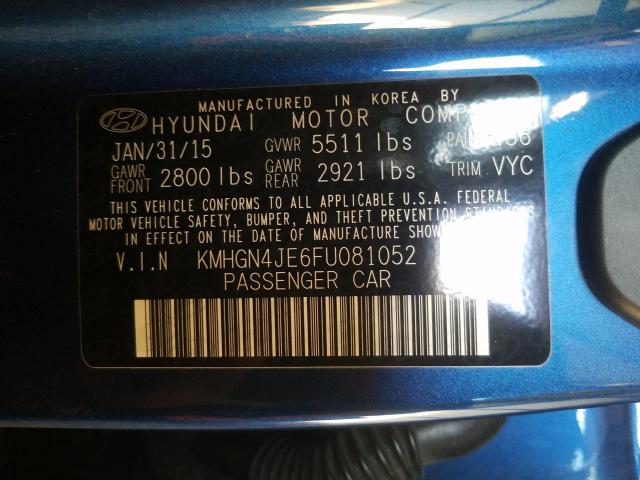 MANUFACTURED IN KOREA BY
HYUNDAI MOTOR
JAN/31/15 GVWR 5511 lbs
GAWR FRONT 2800 lbs GAWR REAR 2921 lbs TRIM VYC
THIS VEHICLE CONFORMS TO ALL APPLICABLE U.S.A. FEDERAL
MOTOR VEHICLE SAFETY, BUMPER, AND THEFT PREVENTION STANDARDS
IN EFFECT ON THE DATE OF MANUFACTURE SHOWN
V.I.N KMHGN4JE6FU081052
PASSENGER CAR